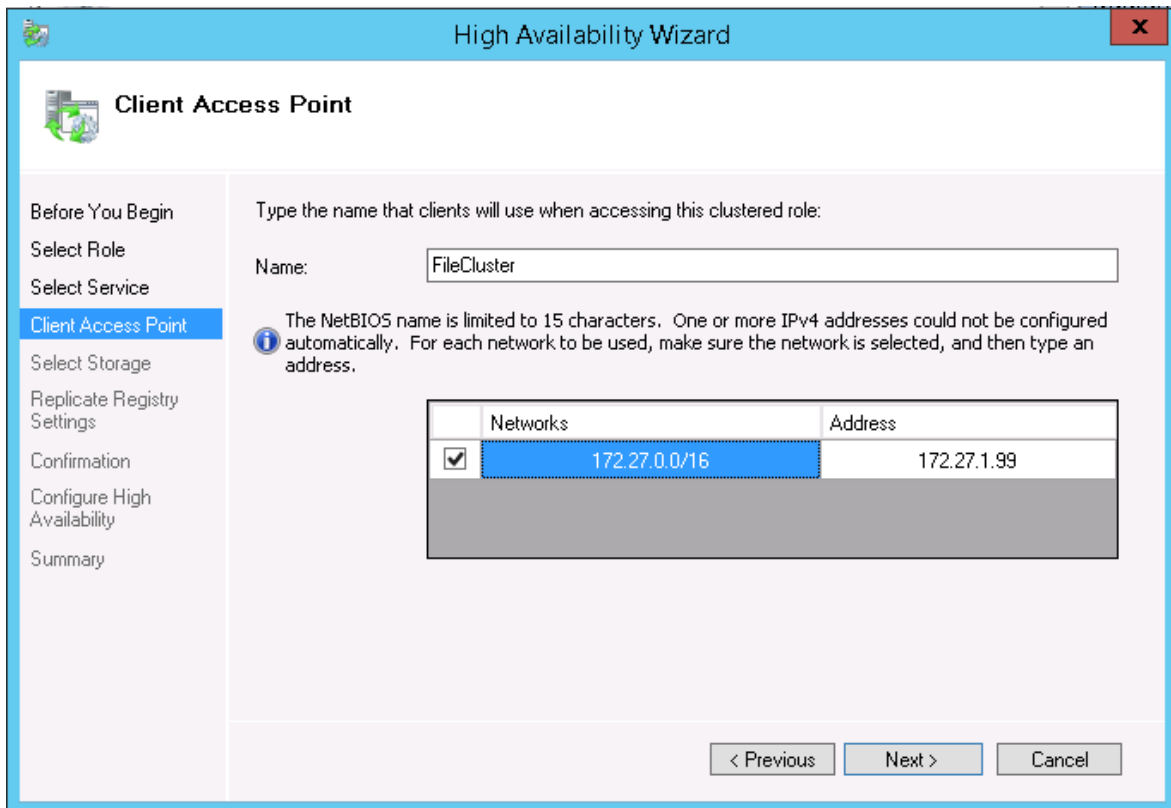 High Availability Wizard
x
Client Access Point
Before You Begin
Select Role
Select Service
Client Access Point
Select Storage
Replicate Registry
Settings
Confirmation
Configure High
Availability
Summary
Type the name that clients will use when accessing this clustered role:
Name: FileCluster
The NetBIOS name is limited to 15 characters. One or more IPv4 addresses could not be configured
automatically. For each network to be used, make sure the network is selected, and then type an
address.
Networks Address
172.27.0.0/16 172.27.1.99
< Previous Next > Cancel